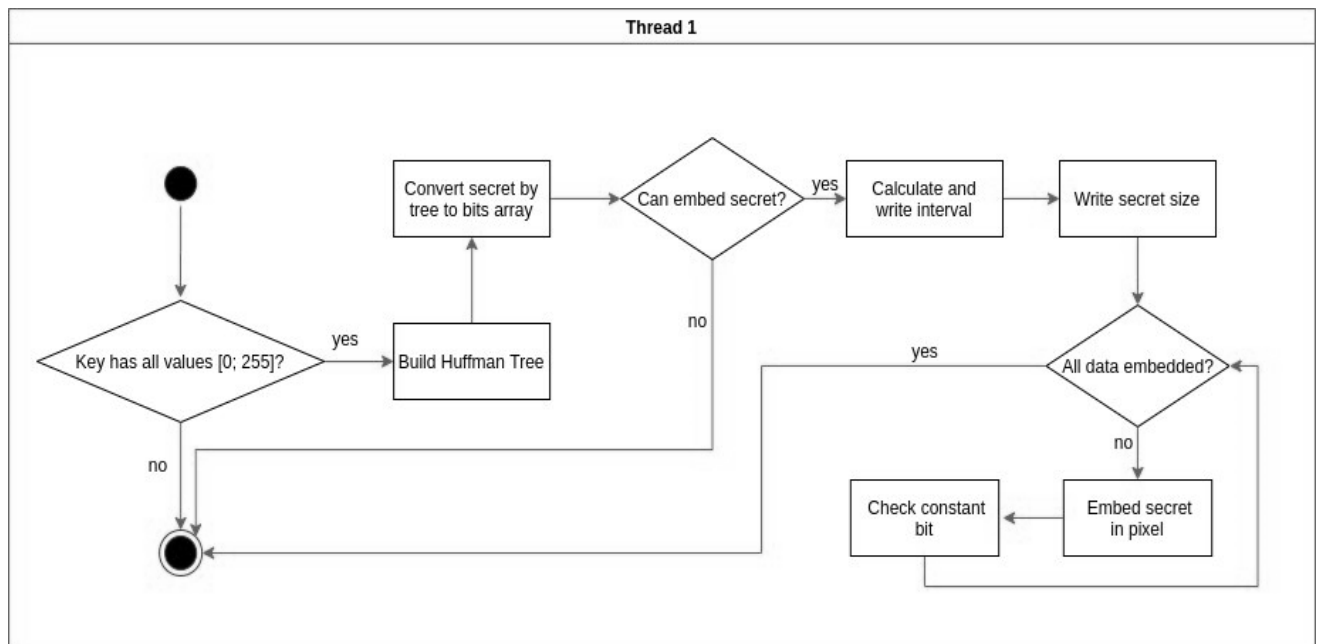 Thread 1
Key has all values [0; 255]?
yes
no
Build Huffman Tree
Convert secret by
tree to bits array
Can embed secret?
yes
no
Calculate and
write interval
Write secret size
All data embedded?
yes
no
Embed secret
in pixel
Check constant
bit